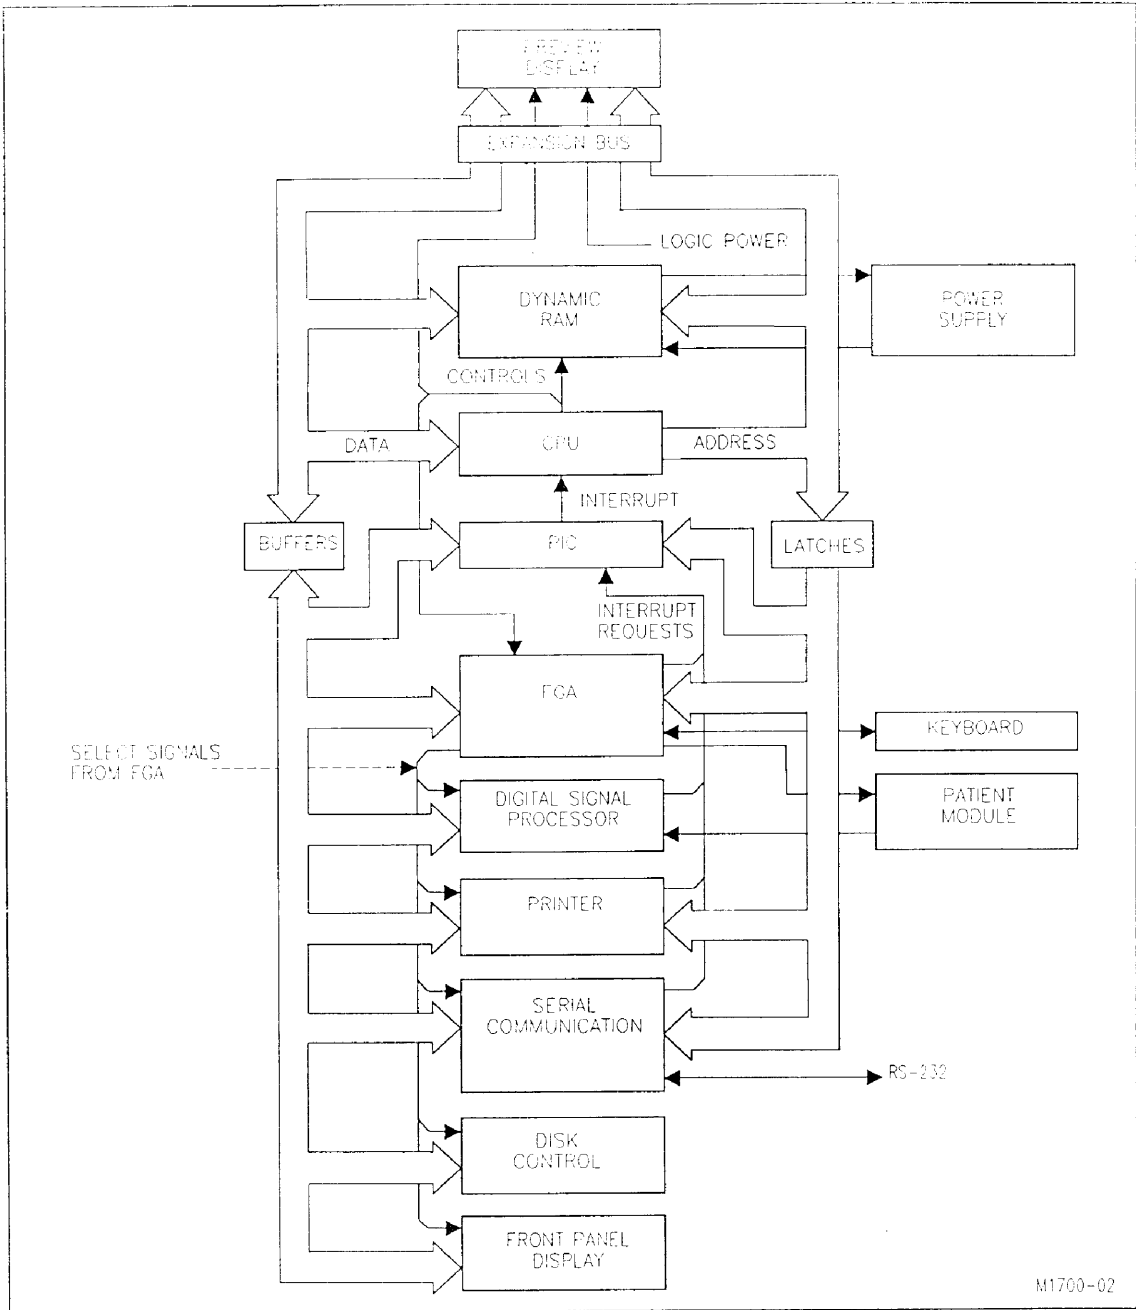 PREVIEW
DISPLAY
EXPANSION BUS
LOGIC POWER
DYNAMIC
RAM
POWER
SUPPLY
CONTROLS
CPU
DATA
ADDRESS
INTERRUPT
BUFFERS
PIC
LATCHES
INTERRUPT
REQUESTS
FGA
KEYBOARD
SELECT SIGNALS
FROM FGA
DIGITAL SIGNAL
PROCESSOR
PATIENT
MODULE
PRINTER
SERIAL
COMMUNICATION
RS-232
DISK
CONTROL
FRONT PANEL
DISPLAY
M1700-02